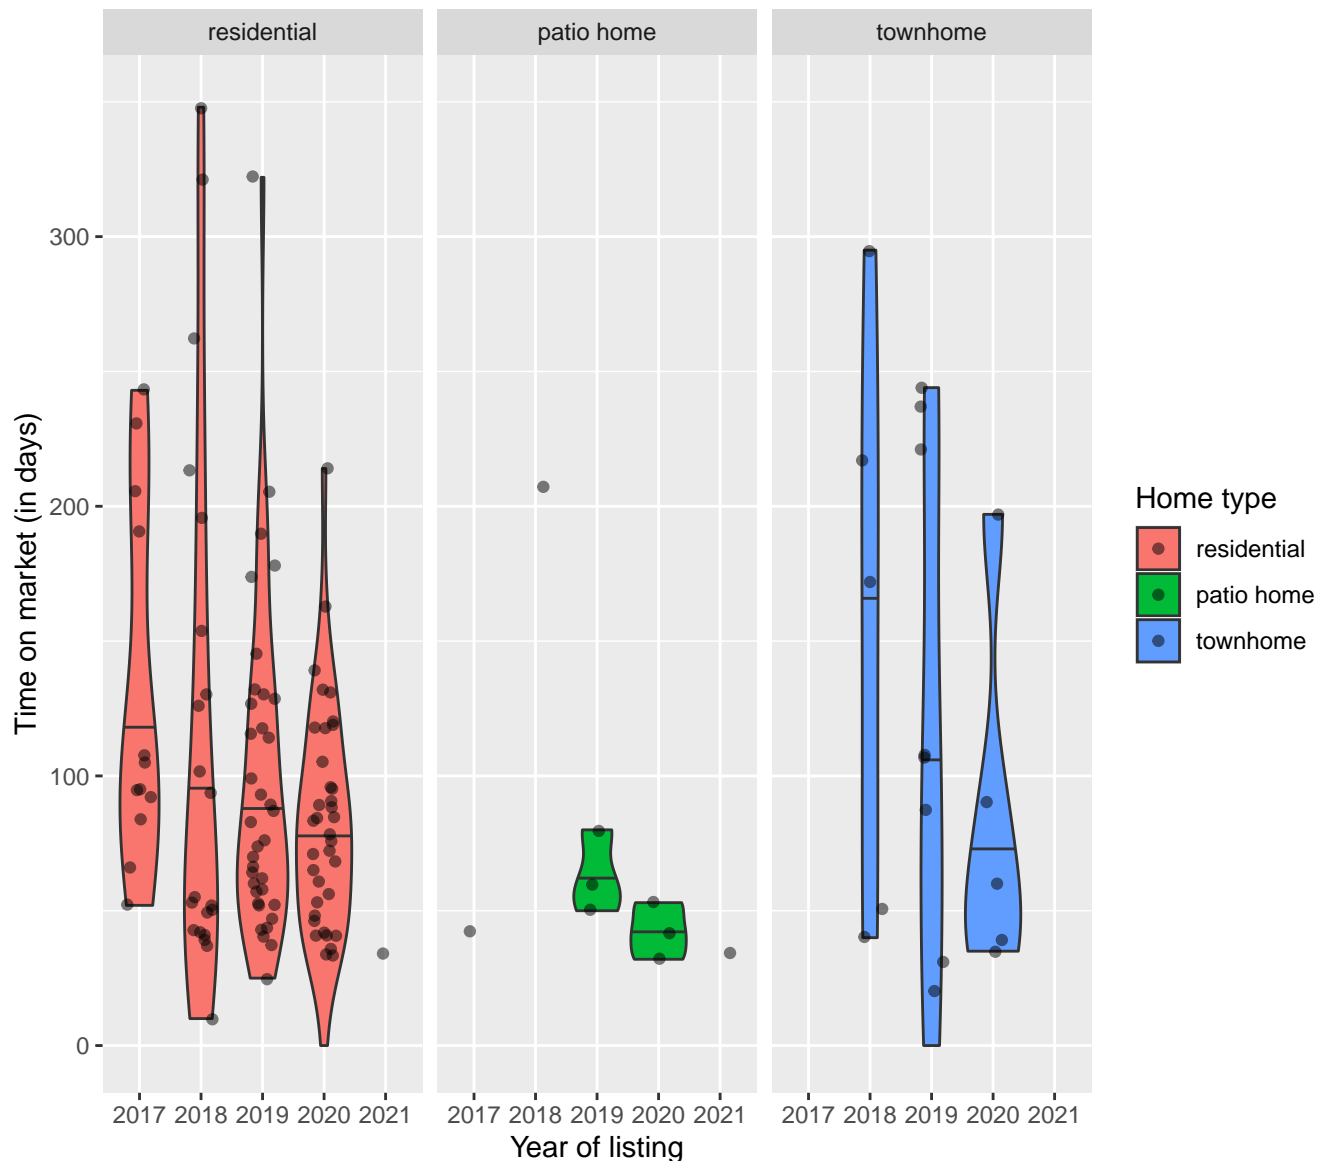 residential patio home townhome
300
200
100
0
Time on market (in days)
2017 2018 2019 2020 2021 2017 2018 2019 2020 2021 2017 2018 2019 2020 2021
Year of listing
Home type
residential
patio home
townhome